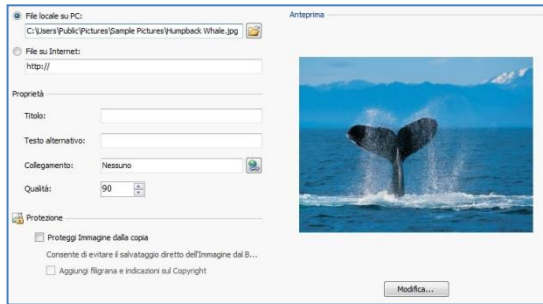 File locale su PC:
C:\Users\Public\Pictures\Sample Pictures\Humpback Whale.jpg
File su Internet:
http://
Proprietà
Titolo:
Testo alternativo:
Collegamento: Nessuno
Qualità: 90
Protezione
Proteggi Immagine dalla copia
Consente di evitare il salvataggio diretto dell'Immagine dal B...
Aggiungi filigrana e indicazioni sul Copyright
Anteprima
Modifica...